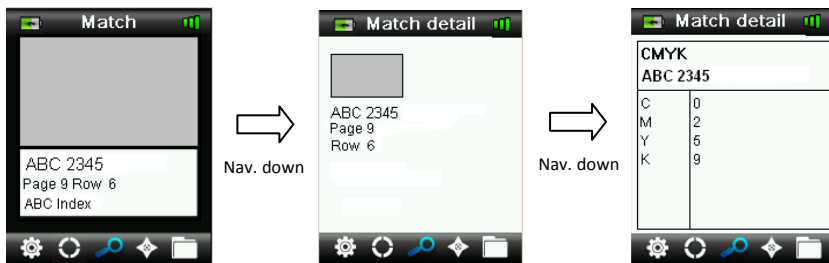 Match
ABC 2345
Page 9 Row 6
ABC Index
Nav. down
Match detail
ABC 2345
Page 9
Row 6
Nav. down
Match detail
CMYK
ABC 2345
C 0
M 2
Y 5
K 9